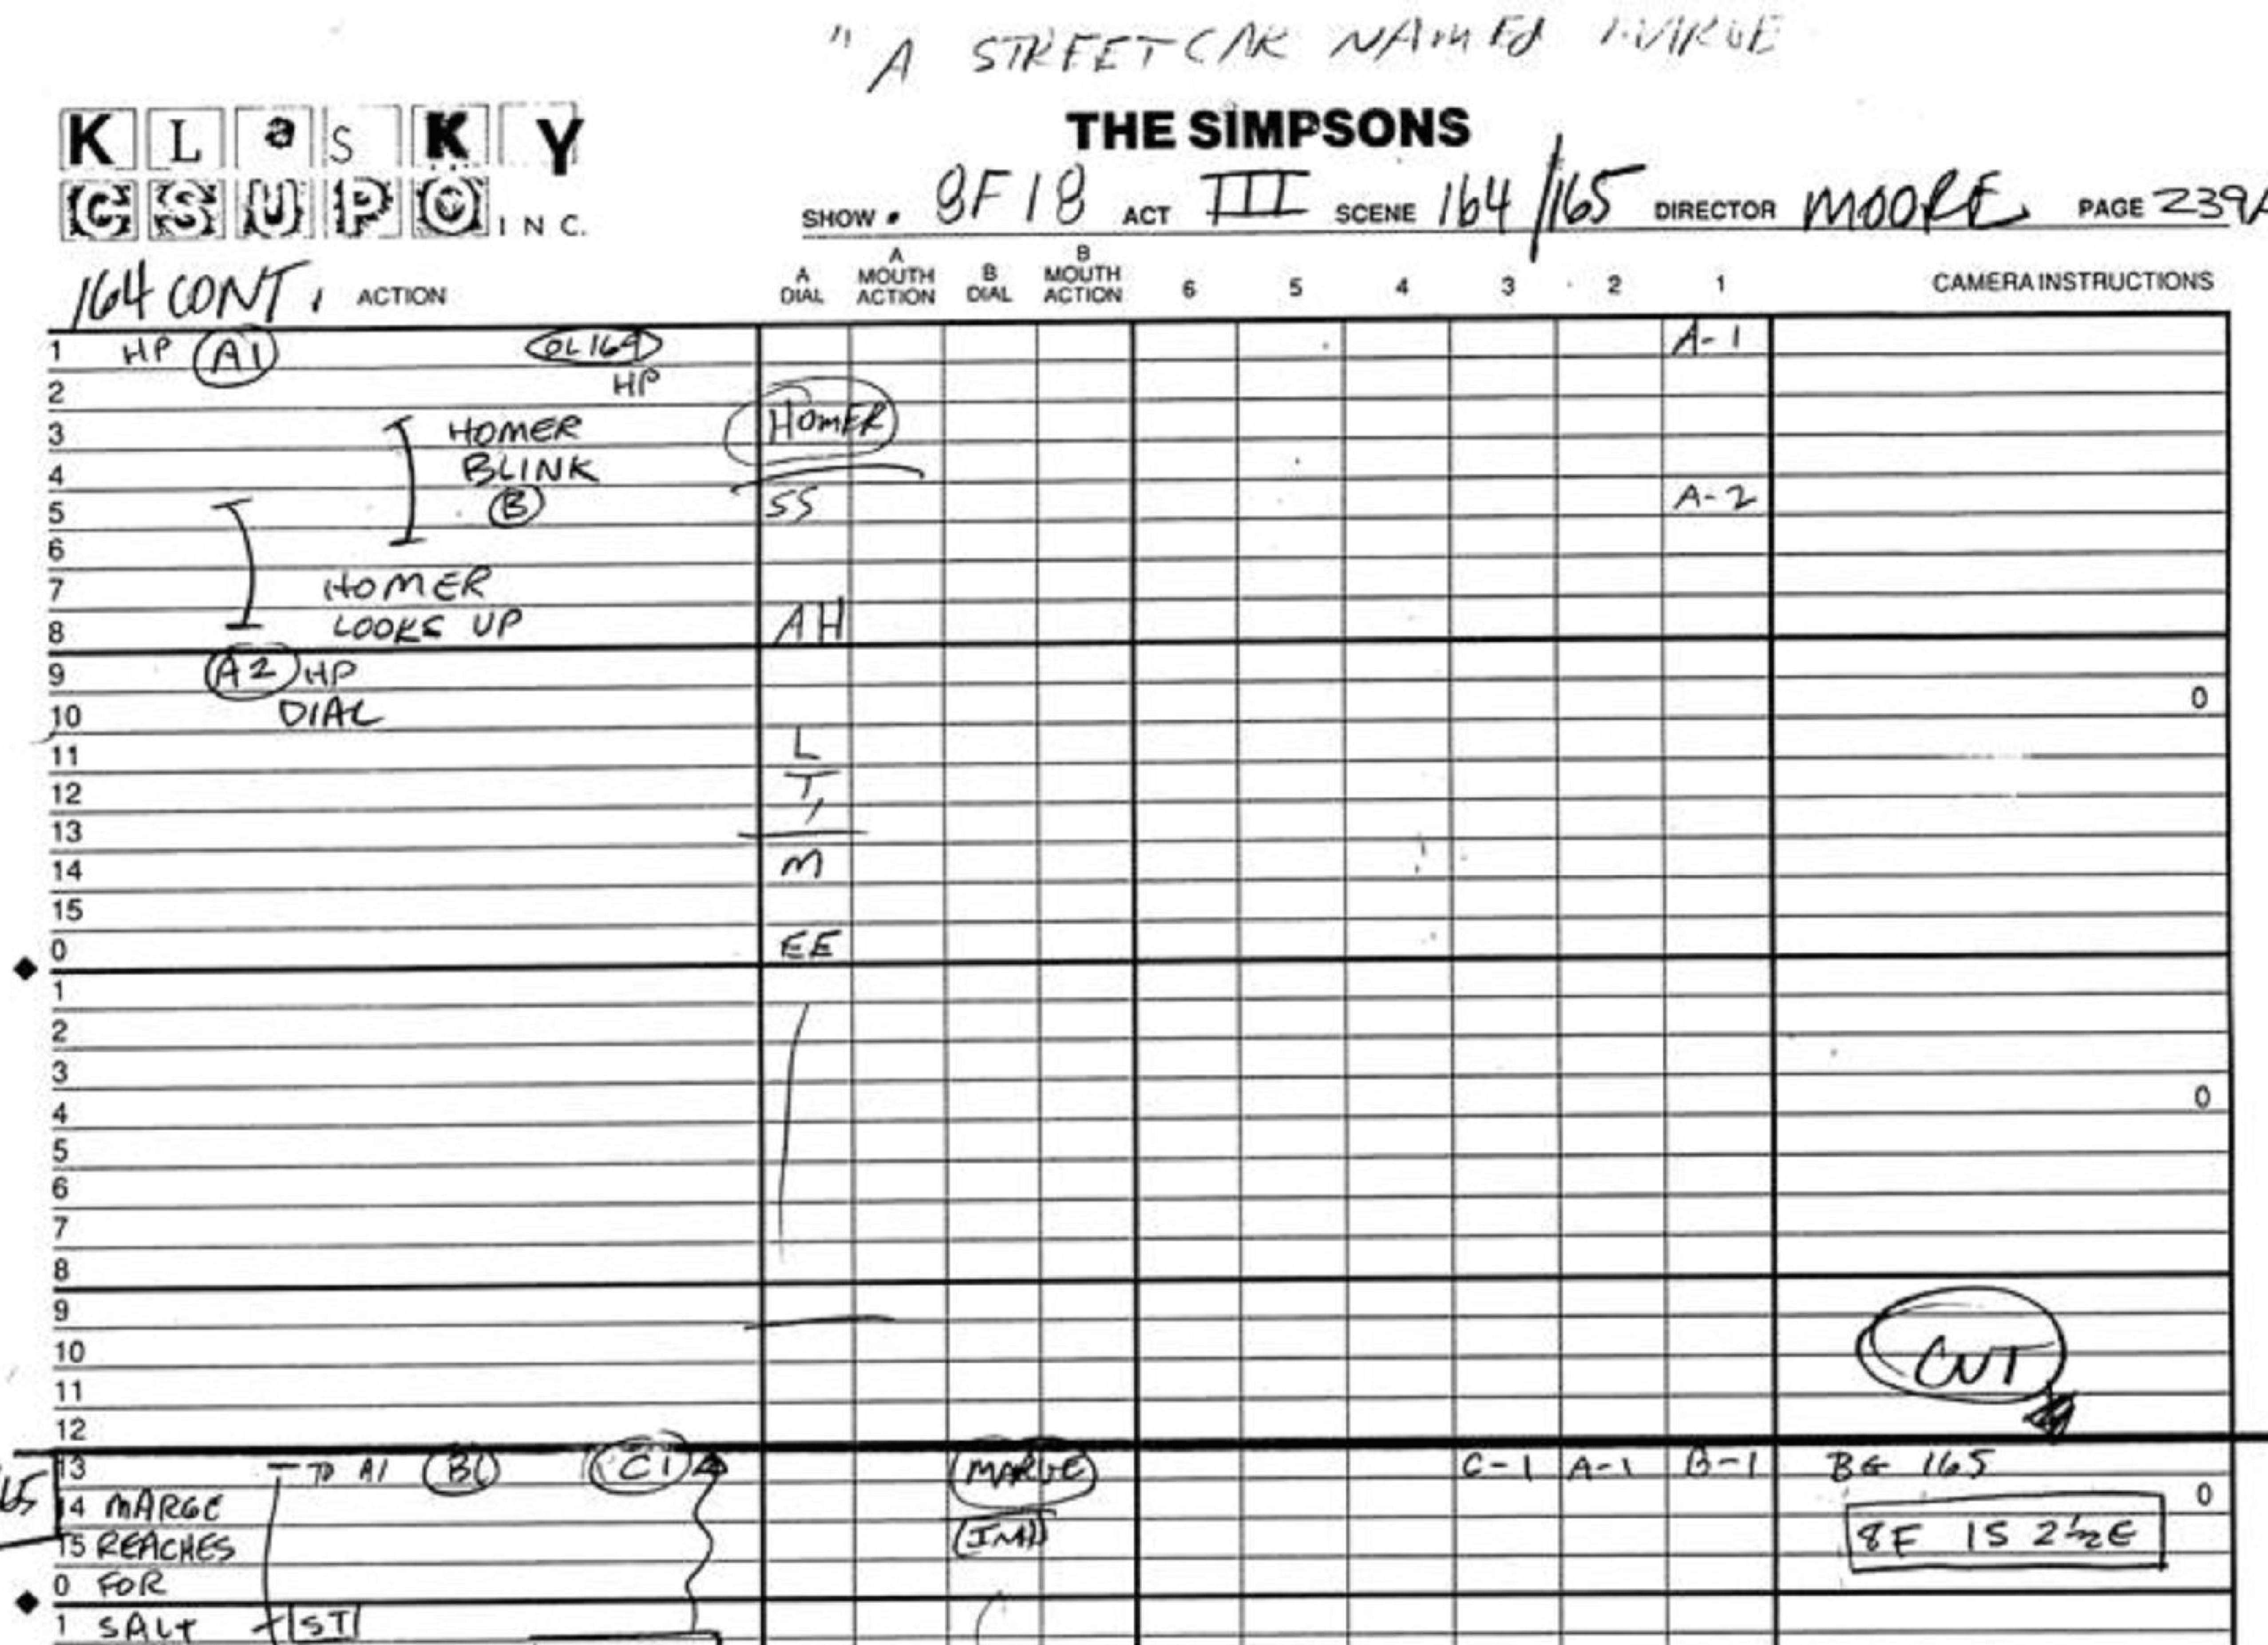 " A STREETCAR NAMEd MARGE
KLaSKY
CSUPO INC.
THE SIMPSONS
SHOW • 8F18 ACT III SCENE 164/165 DIRECTOR MOORE PAGE 239A
164 CONT. ACTION A DIAL A MOUTH ACTION B DIAL B MOUTH ACTION 6 5 4 3 2 1 CAMERA INSTRUCTIONS
1 HP A1 OL 164 A-1
2 HP
3 HOMER HOMER
4 BLINK
5 B SS A-2
6
7 HOMER
8 LOOKS UP AH
9 A2 HP
10 DIAL 0
11 L
12 T,
13
14 M
15
0 EE
1
2
3
4 0
5
6
7
8
9
10 CUT
11
12
13 TO A1 B1 C1 MARGE C-1 A-1 B-1 BG 165
14 MARGE 0
15 REACHES 8F IS 2½E
0 FOR
1 SALT ST